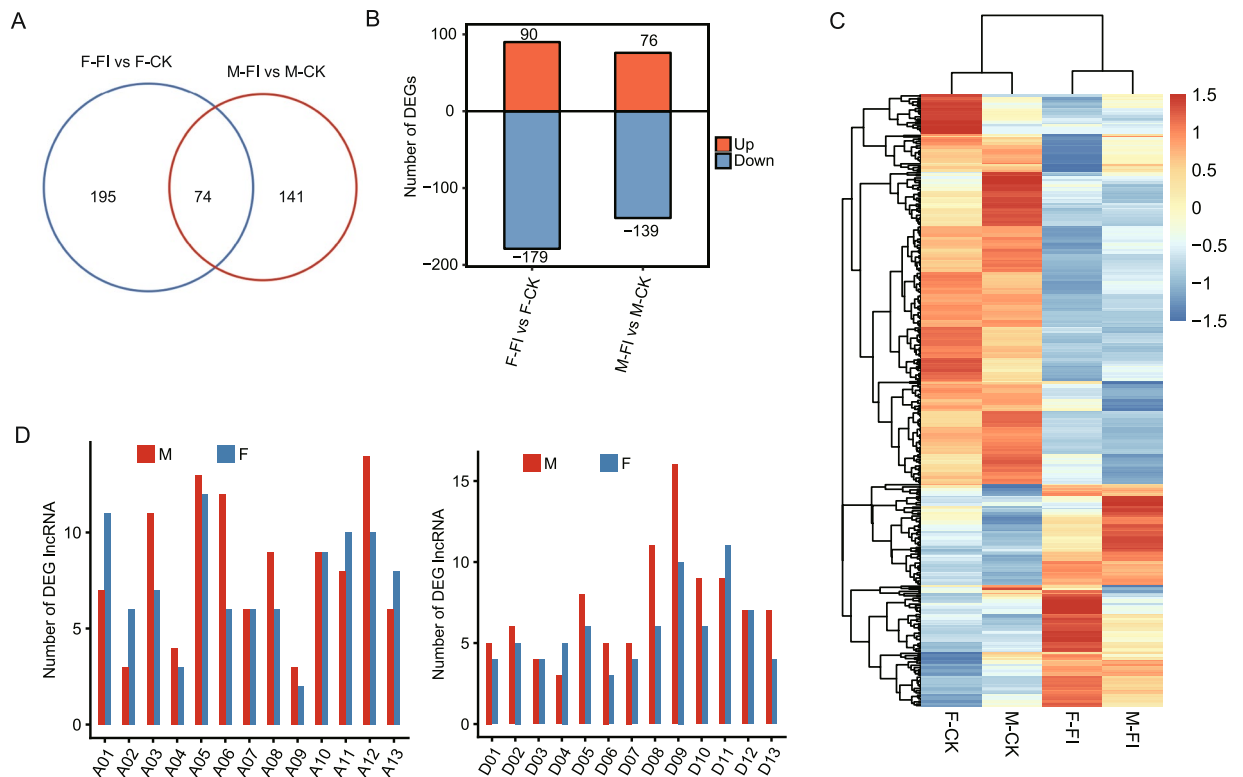 A
F-FI vs F-CK
M-FI vs M-CK
195
74
141
B
Number of DEGs
100
0
−100
−200
90
76
−179
−139
F-FI vs F-CK
M-FI vs M-CK
Up
Down
C
1.5
1
0.5
0
−0.5
−1
−1.5
F-CK
M-CK
F-FI
M-FI
D
M
F
Number of DEG lncRNA
10
5
0
A01
A02
A03
A04
A05
A06
A07
A08
A09
A10
A11
A12
A13
M
F
Number of DEG lncRNA
15
10
5
0
D01
D02
D03
D04
D05
D06
D07
D08
D09
D10
D11
D12
D13